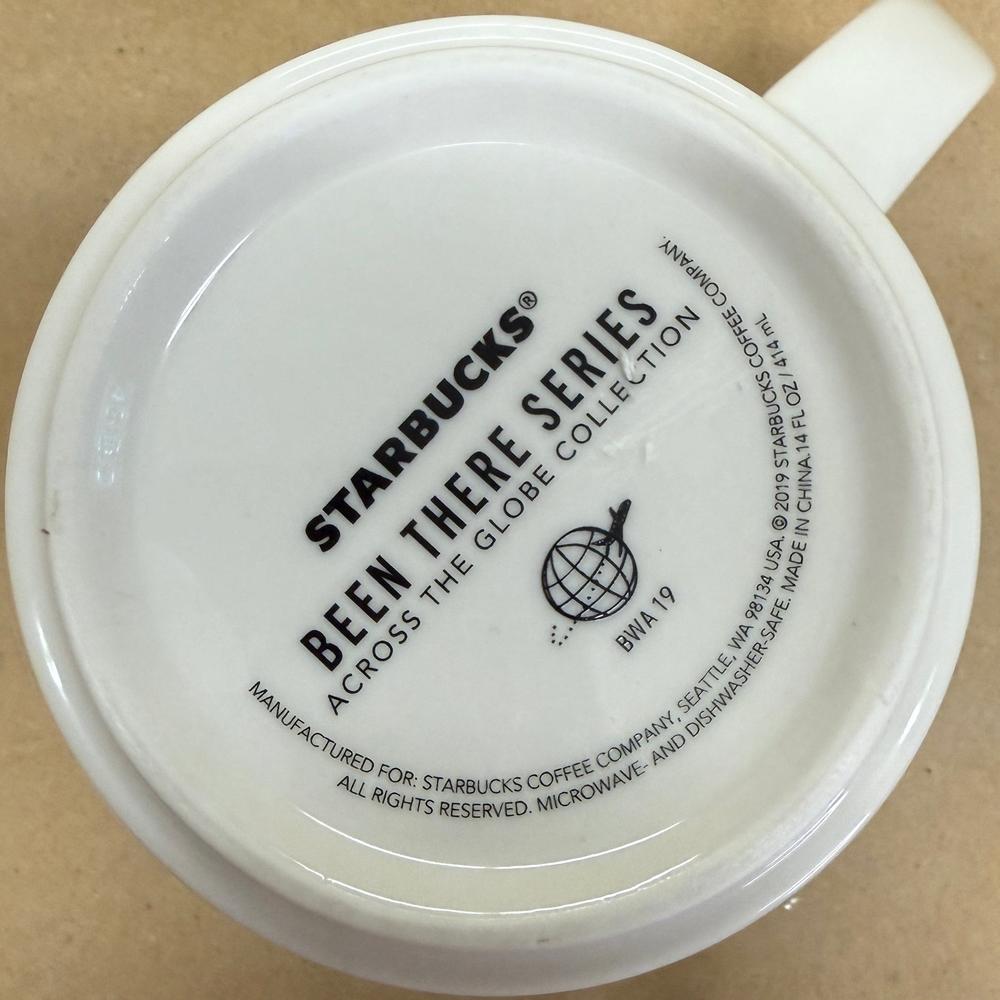 STARBUCKS®
BEEN THERE SERIES
ACROSS THE GLOBE COLLECTION
BWA 19
MANUFACTURED FOR: STARBUCKS COFFEE COMPANY, SEATTLE, WA 98134 USA. © 2019 STARBUCKS COFFEE COMPANY.
ALL RIGHTS RESERVED. MICROWAVE- AND DISHWASHER-SAFE. MADE IN CHINA.14 FL OZ / 414 mL